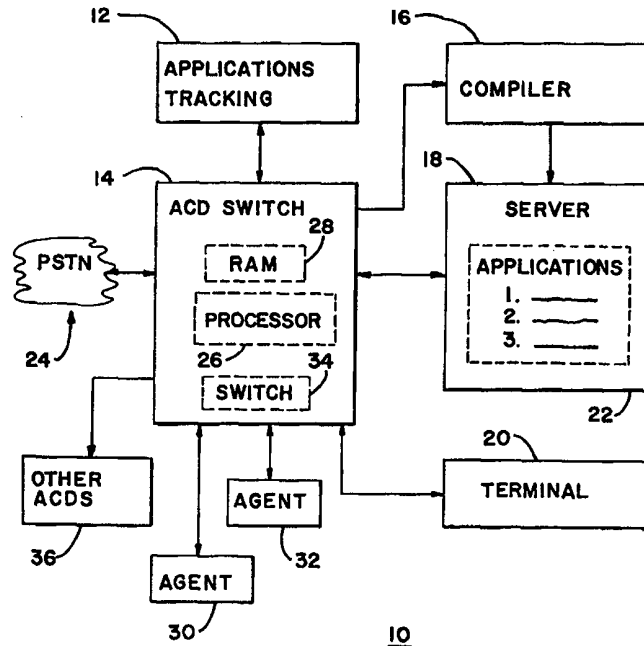 12
APPLICATIONS
TRACKING
16
COMPILER
14
ACD SWITCH
28
RAM
PROCESSOR
26
34
SWITCH
PSTN
24
18
SERVER
APPLICATIONS
1.
2.
3.
22
20
TERMINAL
OTHER
ACDS
36
AGENT
32
AGENT
30
10